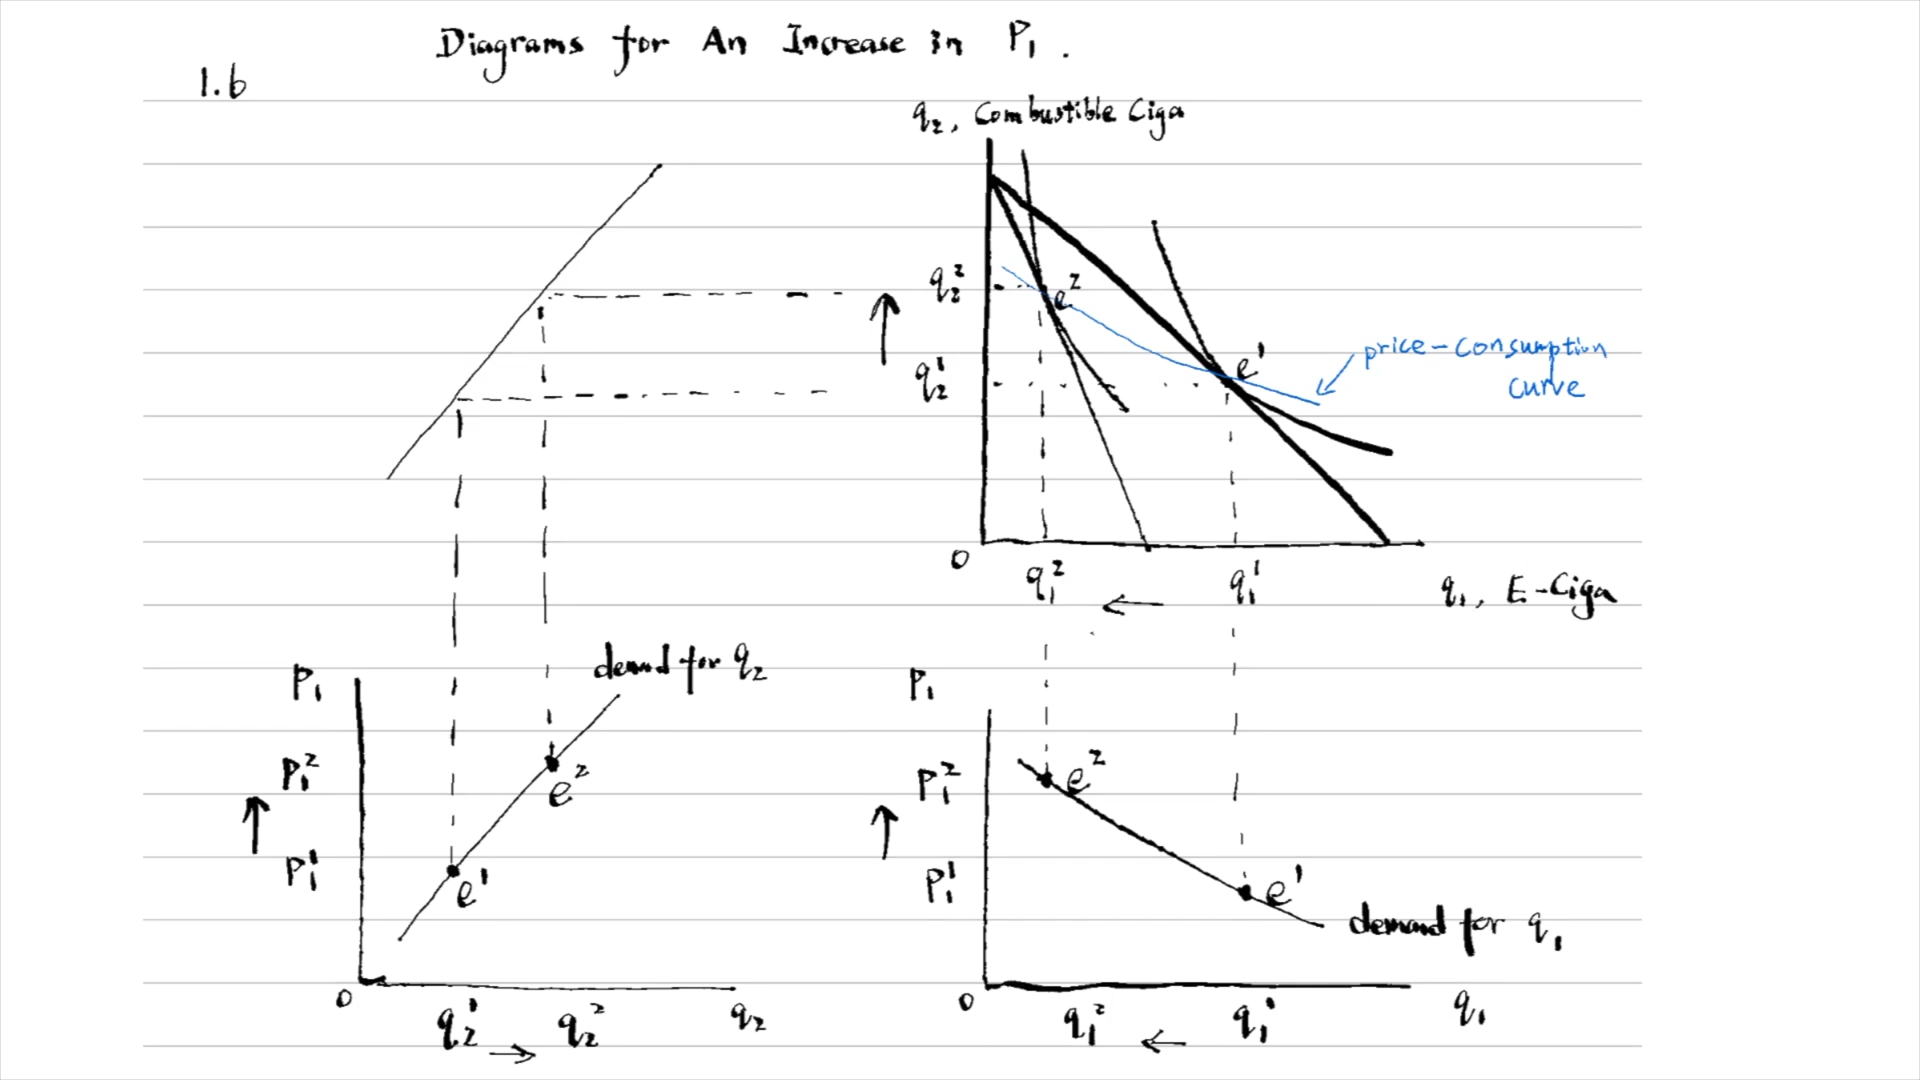 Diagrams for An Increase in P₁.
1.b
q₂, Combustible Ciga
q₂²
e²
q₂¹
e¹
price-consumption
curve
0
q₁²
q₁¹
q₁, E-Ciga
demand for q₂
P₁
P₁²
e²
P₁¹
e¹
0
q₂¹
q₂²
q₂
P₁
P₁²
e²
P₁¹
e¹
demand for q₁
0
q₁²
q₁¹
q₁